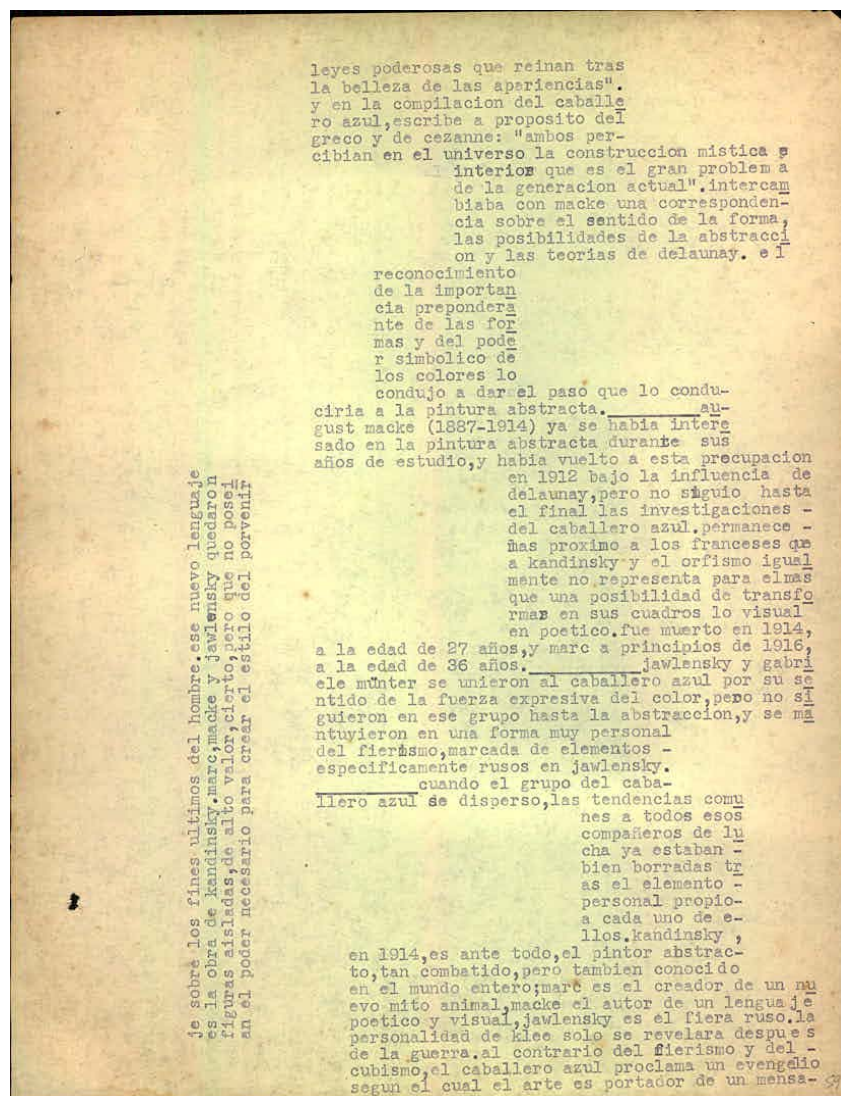 leyes poderosas que reinan tras
la belleza de las apariencias".
y en la compilacion del caballe
ro azul,escribe a proposito del
greco y de cezanne: "ambos per-
cibian en el universo la construccion mistica e
interior que es el gran problem a
de la generacion actual".intercam
biaba con macke una corresponden-
cia sobre el sentido de la forma,
las posibilidades de la abstracci
on y las teorias de delaunay. e l
reconocimiento
de la importan
cia prepondera
nte de las for
mas y del pode
r simbolico de
los colores lo
condujo a dar el paso que lo condu-
ciria a la pintura abstracta.________au-
gust macke (1887-1914) ya se habia intere
sado en la pintura abstracta durante sus
años de estudio,y habia vuelto a esta precupacion
en 1912 bajo la influencia de
delaunay,pero no siguio hasta
el final las investigaciones -
del caballero azul.permanece -
mas proximo a los franceses que
a kandinsky y el orfismo igual
mente no representa para elmas
que una posibilidad de transfo
rmar en sus cuadros lo visual
en poetico.fue muerto en 1914,
a la edad de 27 años,y marc a principios de 1916,
a la edad de 36 años.__________jawlensky y gabri
ele münter se unieron al caballero azul por su se
ntido de la fuerza expresiva del color,pero no si
guieron en ese grupo hasta la abstraccion,y se ma
ntuyieron en una forma muy personal
del fierismo,marcada de elementos -
especificamente rusos en jawlensky.
_________cuando el grupo del caba-
llero azul se disperso,las tendencias comu
nes a todos esos
compañeros de lu
cha ya estaban -
bien borradas tr
as el elemento -
personal propio-
a cada uno de e-
llos.kandinsky ,
en 1914,es ante todo,el pintor abstrac-
to,tan combatido,pero tambien conocido
en el mundo entero;marc es el creador de un nu
evo mito animal,macke el autor de un lenguaje
poetico y visual,jawlensky es el fiera ruso.la
personalidad de klee solo se revelara despues
de la guerra.al contrario del fierismo y del -
cubismo,el caballero azul proclama un evengelio
segun el cual el arte es portador de un mensa-
je sobre los fines ultimos del hombre.ese nuevo lenguaje
es la obra de kandinsky.marc,macke y jawlensky quedaron
figuras aisladas,de alto valor,cierto,pero que no posei
an el poder necesario para crear el estilo del porvenir